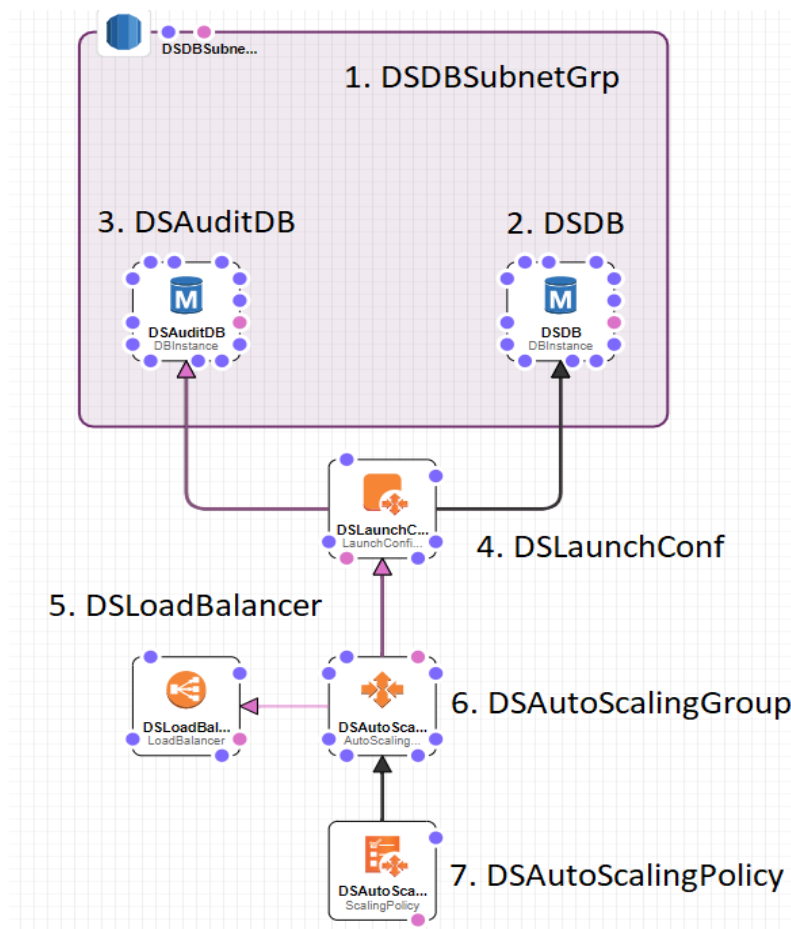 DSDBSubne...
1. DSDBSubnetGrp
3. DSAuditDB
2. DSDB
M
DSAuditDB
DBInstance
M
DSDB
DBInstance
DSLaunchC...
LaunchConfi...
4. DSLaunchConf
5. DSLoadBalancer
DSLoadBal...
LoadBalancer
DSAutoSca...
AutoScaling...
6. DSAutoScalingGroup
DSAutoSca...
ScalingPolicy
7. DSAutoScalingPolicy